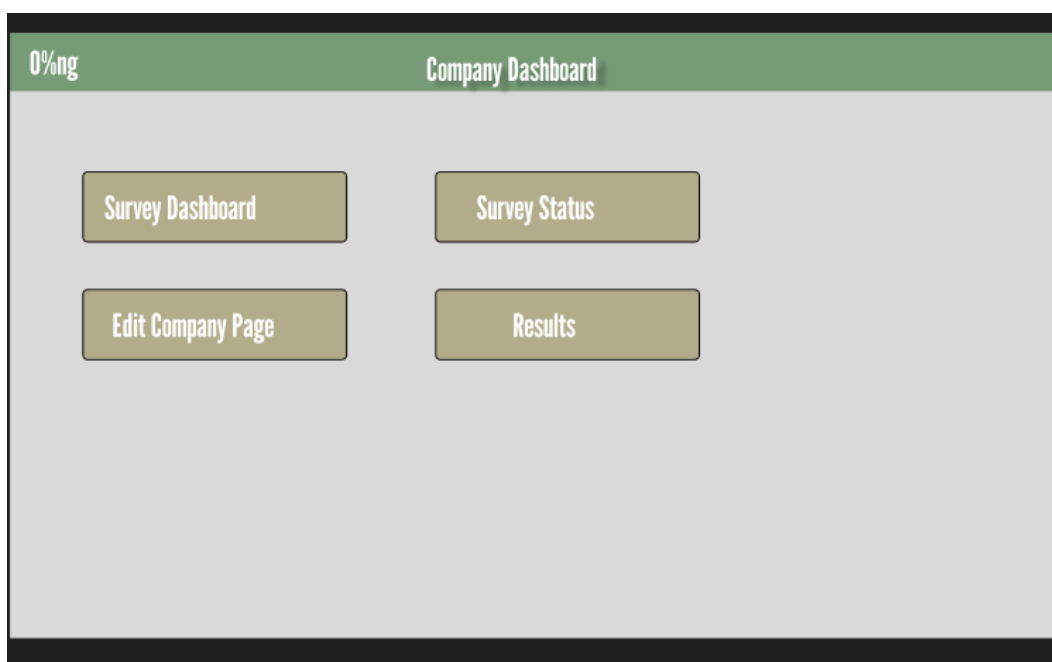 0%ng
Company Dashboard
Survey Dashboard
Survey Status
Edit Company Page
Results